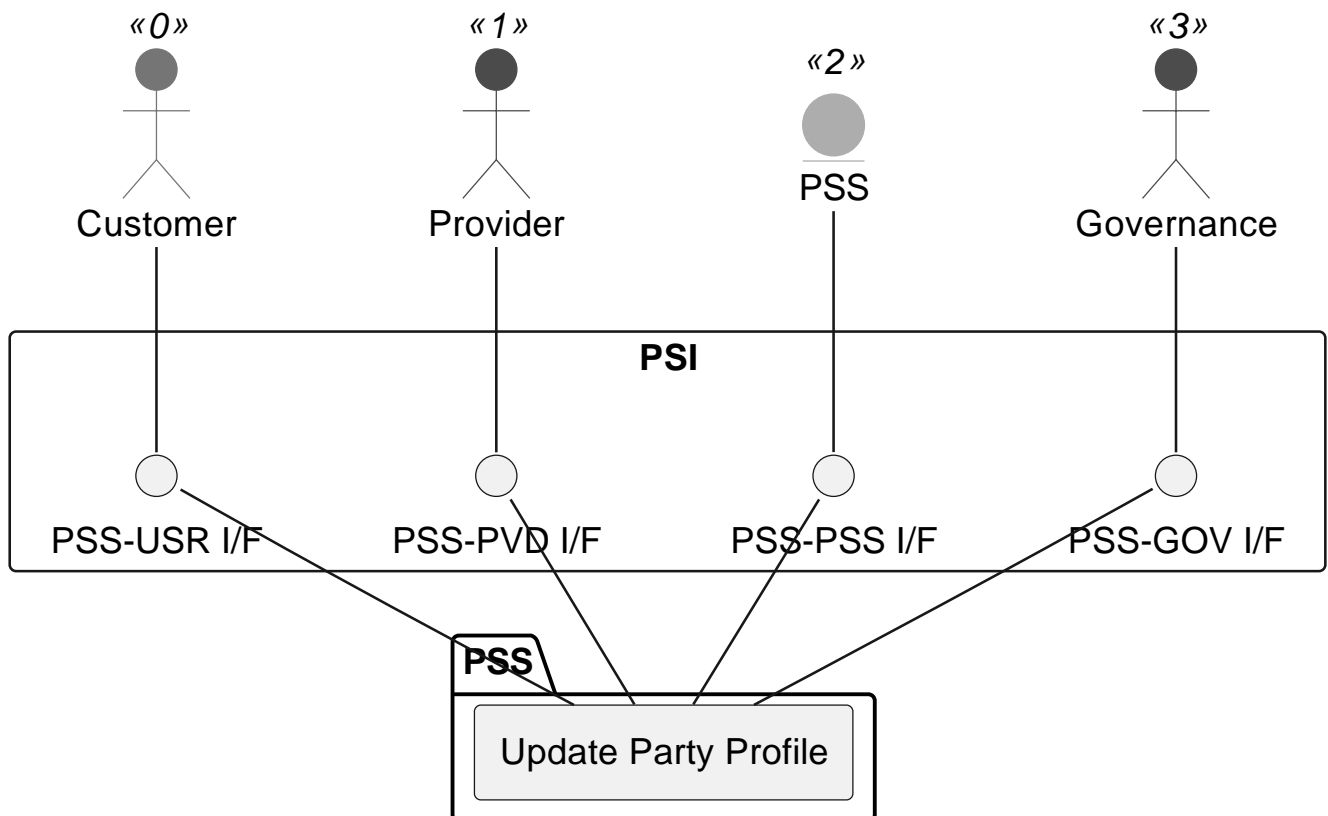 «0»
«1»
«2»
«3»
Customer
Provider
PSS
Governance
PSI
PSS-USR I/F
PSS-PVD I/F
PSS-PSS I/F
PSS-GOV I/F
PSS
Update Party Profile